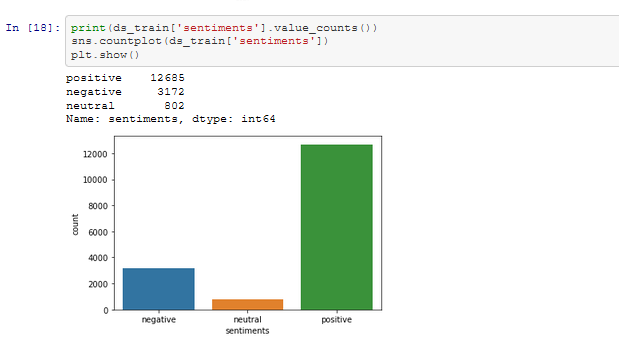 In [18]: print(ds_train['sentiments'].value_counts())
sns.countplot(ds_train['sentiments'])
plt.show()
positive    12685
negative     3172
neutral       802
Name: sentiments, dtype: int64
12000
10000
8000
6000
4000
2000
0
count
negative neutral positive
sentiments